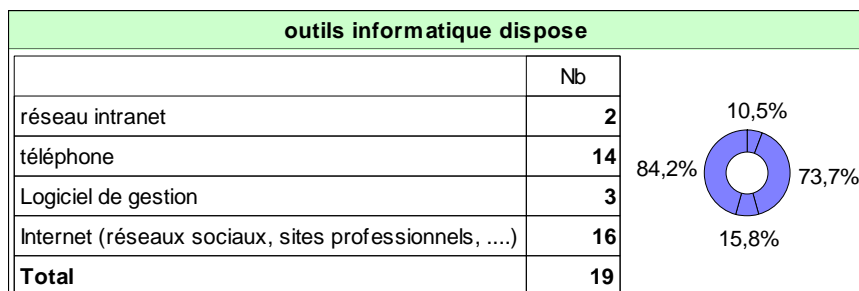 outils informatique dispose
Nb
réseau intranet 2
téléphone 14
Logiciel de gestion 3
Internet (réseaux sociaux, sites professionnels, ....) 16
Total 19
10,5%
84,2% 73,7%
15,8%